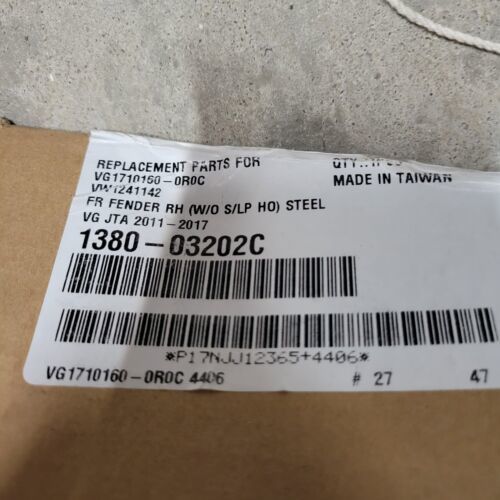 REPLACEMENT PARTS FOR
VG1710160-0R0C
VW1241142
FR FENDER RH (W/O S/LP HO) STEEL
VG JTA 2011-2017
1380-03202C
MADE IN TAIWAN
*P17NJJ12365+4406*
VG1710160-0R0C 4406 # 27 47